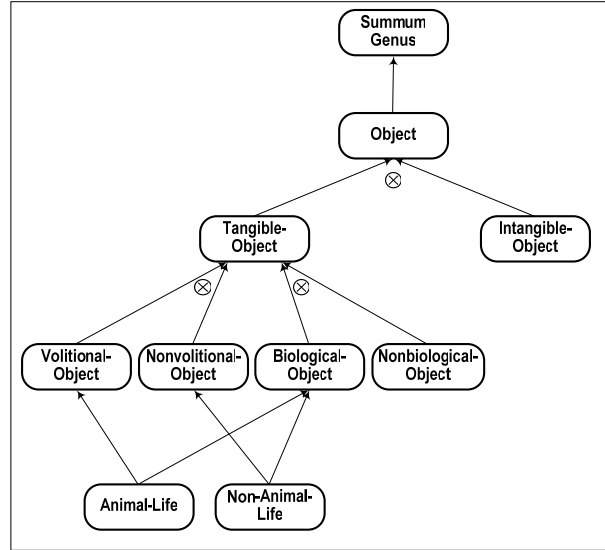 Summum
Genus
Object
Tangible-
Object
Intangible-
Object
Volitional-
Object
Nonvolitional-
Object
Biological-
Object
Nonbiological-
Object
Animal-Life
Non-Animal-
Life